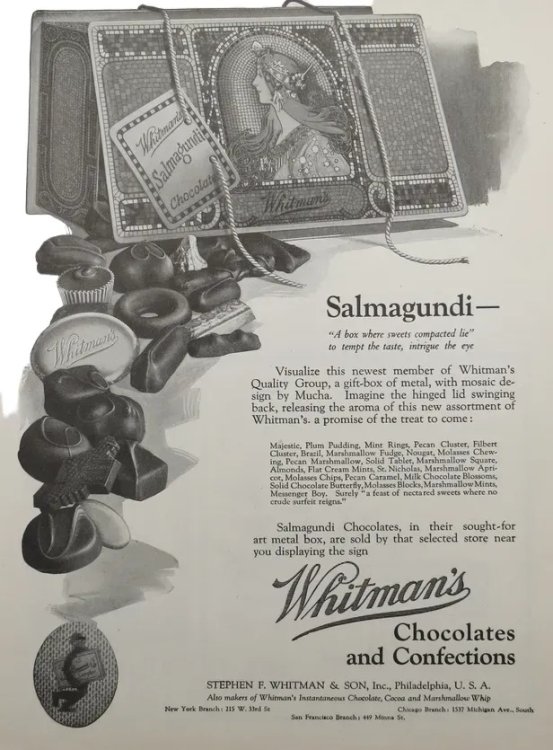 Whitman's
Salmagundi
Chocolates
Whitman's
Whitman's
Salmagundi—
"A box where sweets compacted lie"
to tempt the taste, intrigue the eye
Visualize this newest member of Whitman's
Quality Group, a gift-box of metal, with mosaic de-
sign by Mucha. Imagine the hinged lid swinging
back, releasing the aroma of this new assortment of
Whitman's. a promise of the treat to come:
Majestic, Plum Pudding, Mint Rings, Pecan Cluster, Filbert
Cluster, Brazil, Marshmallow Fudge, Nougat, Molasses Chew-
ing, Pecan Marshmallow, Solid Tablet, Marshmallow Square,
Almonds, Flat Cream Mints, St. Nicholas, Marshmallow Apri-
cot, Molasses Chips, Pecan Caramel, Milk Chocolate Blossoms,
Solid Chocolate Butterfly, Molasses Blocks, Marshmallow Mints,
Messenger Boy. Surely "a feast of nectared sweets where no
crude surfeit reigns."
Salmagundi Chocolates, in their sought-for
art metal box, are sold by that selected store near
you displaying the sign
Whitman's
Chocolates
and Confections
STEPHEN F. WHITMAN & SON, Inc., Philadelphia, U. S. A.
Also makers of Whitman's Instantaneous Chocolate, Cocoa and Marshmallow Whip
New York Branch: 215 W. 33rd St Chicago Branch: 1537 Michigan Ave., South
San Francisco Branch: 449 Minna St.